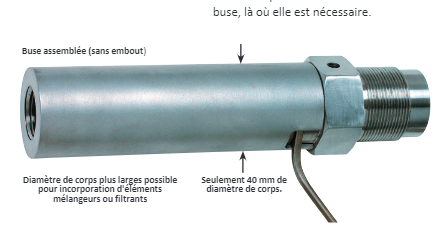 buse, là où elle est nécessaire.
Buse assemblée (sans embout)
Diamètre de corps plus larges possible
pour incorporation d'éléments
mélangeurs ou filtrants
Seulement 40 mm de
diamètre de corps.